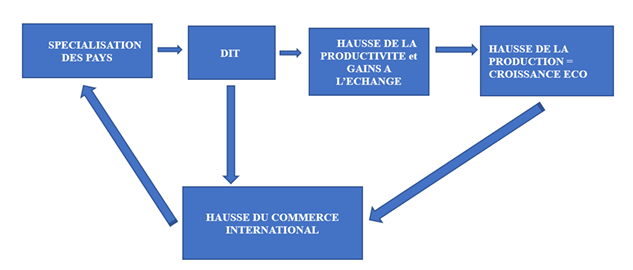 SPECIALISATION
DES PAYS
DIT
HAUSSE DE LA
PRODUCTIVITE et
GAINS A
L'ECHANGE
HAUSSE DE LA
PRODUCTION =
CROISSANCE ECO
HAUSSE DU COMMERCE
INTERNATIONAL